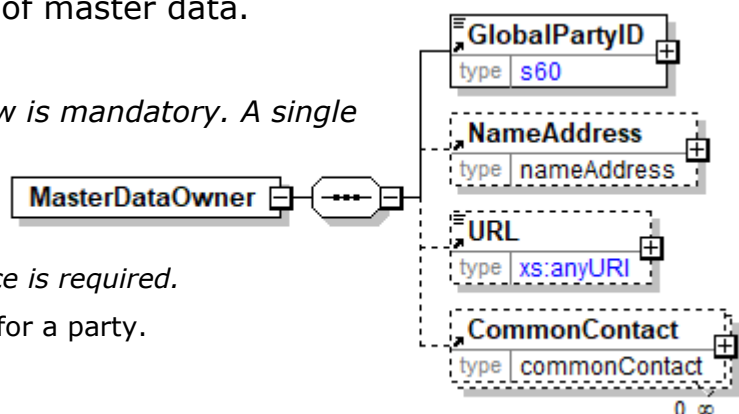 of master data.
GlobalPartyID
type s60
w is mandatory. A single
NameAddress
type nameAddress
MasterDataOwner
URL
type xs:anyURI
ce is required.
for a party.
CommonContact
type commonContact
0 ∞